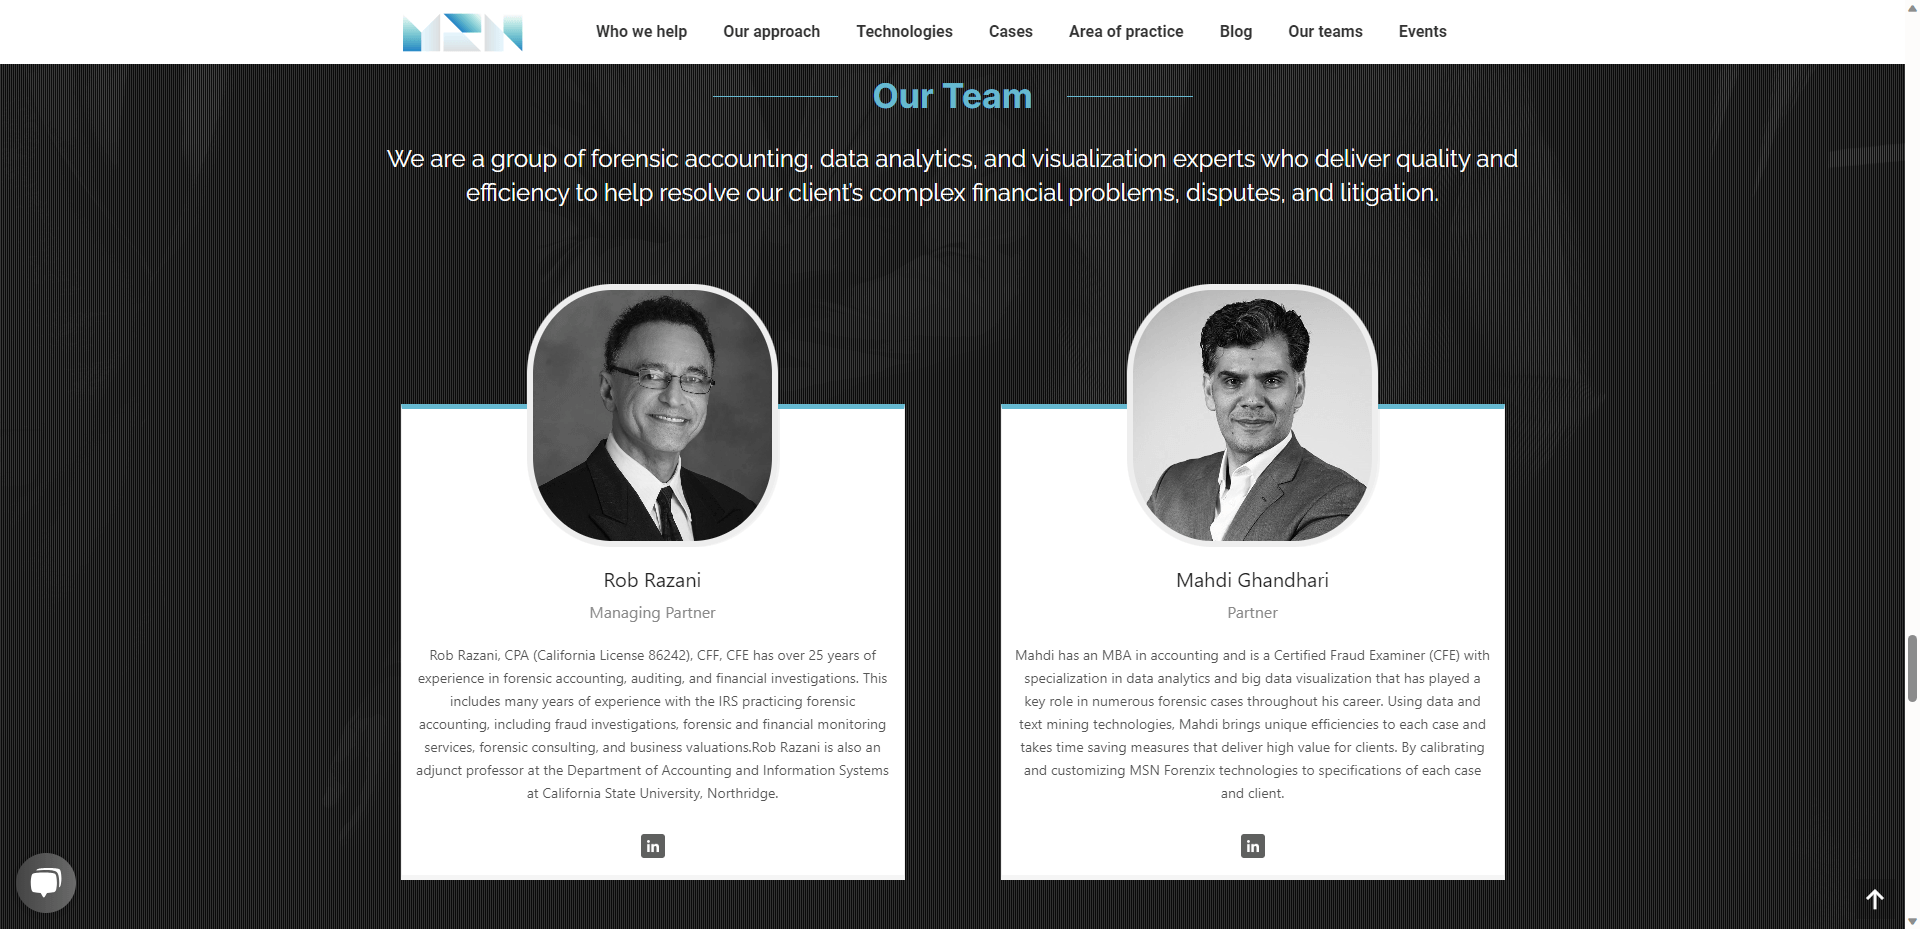 MSN
Who we help
Our approach
Technologies
Cases
Area of practice
Blog
Our teams
Events
Our Team
We are a group of forensic accounting, data analytics, and visualization experts who deliver quality and
efficiency to help resolve our client’s complex financial problems, disputes, and litigation.
Rob Razani
Managing Partner
Rob Razani, CPA (California License 86242), CFF, CFE has over 25 years of
experience in forensic accounting, auditing, and financial investigations. This
includes many years of experience with the IRS practicing forensic
accounting, including fraud investigations, forensic and financial monitoring
services, forensic consulting, and business valuations.Rob Razani is also an
adjunct professor at the Department of Accounting and Information Systems
at California State University, Northridge.
in
Mahdi Ghandhari
Partner
Mahdi has an MBA in accounting and is a Certified Fraud Examiner (CFE) with
specialization in data analytics and big data visualization that has played a
key role in numerous forensic cases throughout his career. Using data and
text mining technologies, Mahdi brings unique efficiencies to each case and
takes time saving measures that deliver high value for clients. By calibrating
and customizing MSN Forenzix technologies to specifications of each case
and client.
in